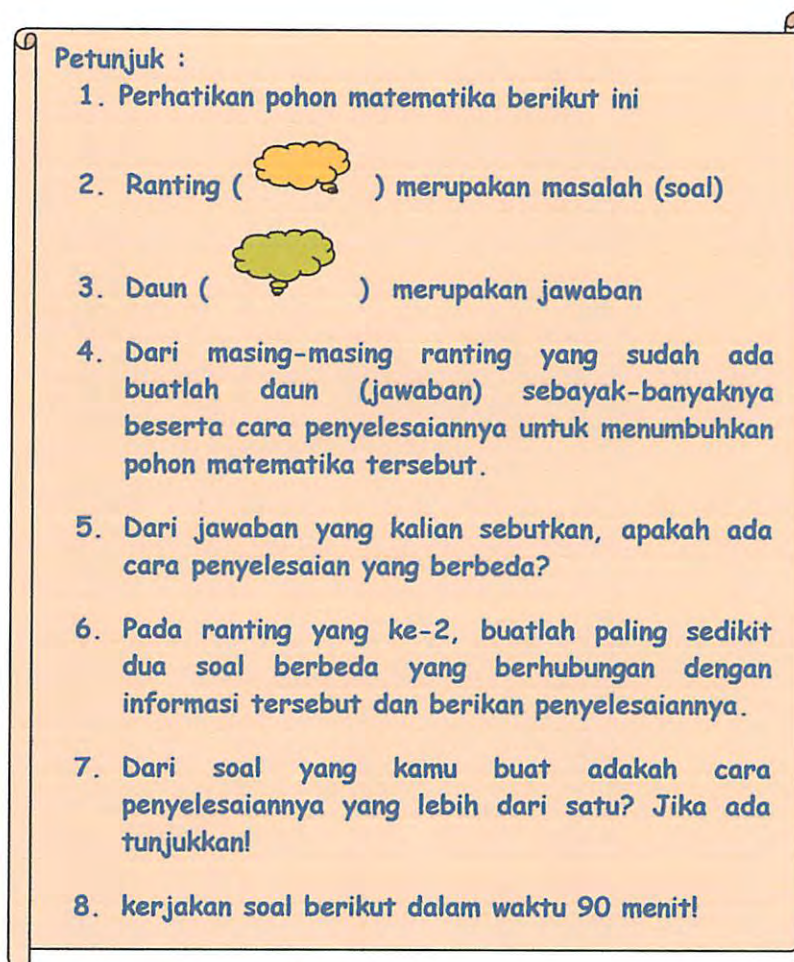 Petunjuk :
1. Perhatikan pohon matematika berikut ini
2. Ranting ( ) merupakan masalah (soal)
3. Daun ( ) merupakan jawaban
4. Dari masing-masing ranting yang sudah ada
buatlah daun (jawaban) sebayak-banyaknya
beserta cara penyelesaiannya untuk menumbuhkan
pohon matematika tersebut.
5. Dari jawaban yang kalian sebutkan, apakah ada
cara penyelesaian yang berbeda?
6. Pada ranting yang ke-2, buatlah paling sedikit
dua soal berbeda yang berhubungan dengan
informasi tersebut dan berikan penyelesaiannya.
7. Dari soal yang kamu buat adakah cara
penyelesaiannya yang lebih dari satu? Jika ada
tunjukkan!
8. kerjakan soal berikut dalam waktu 90 menit!